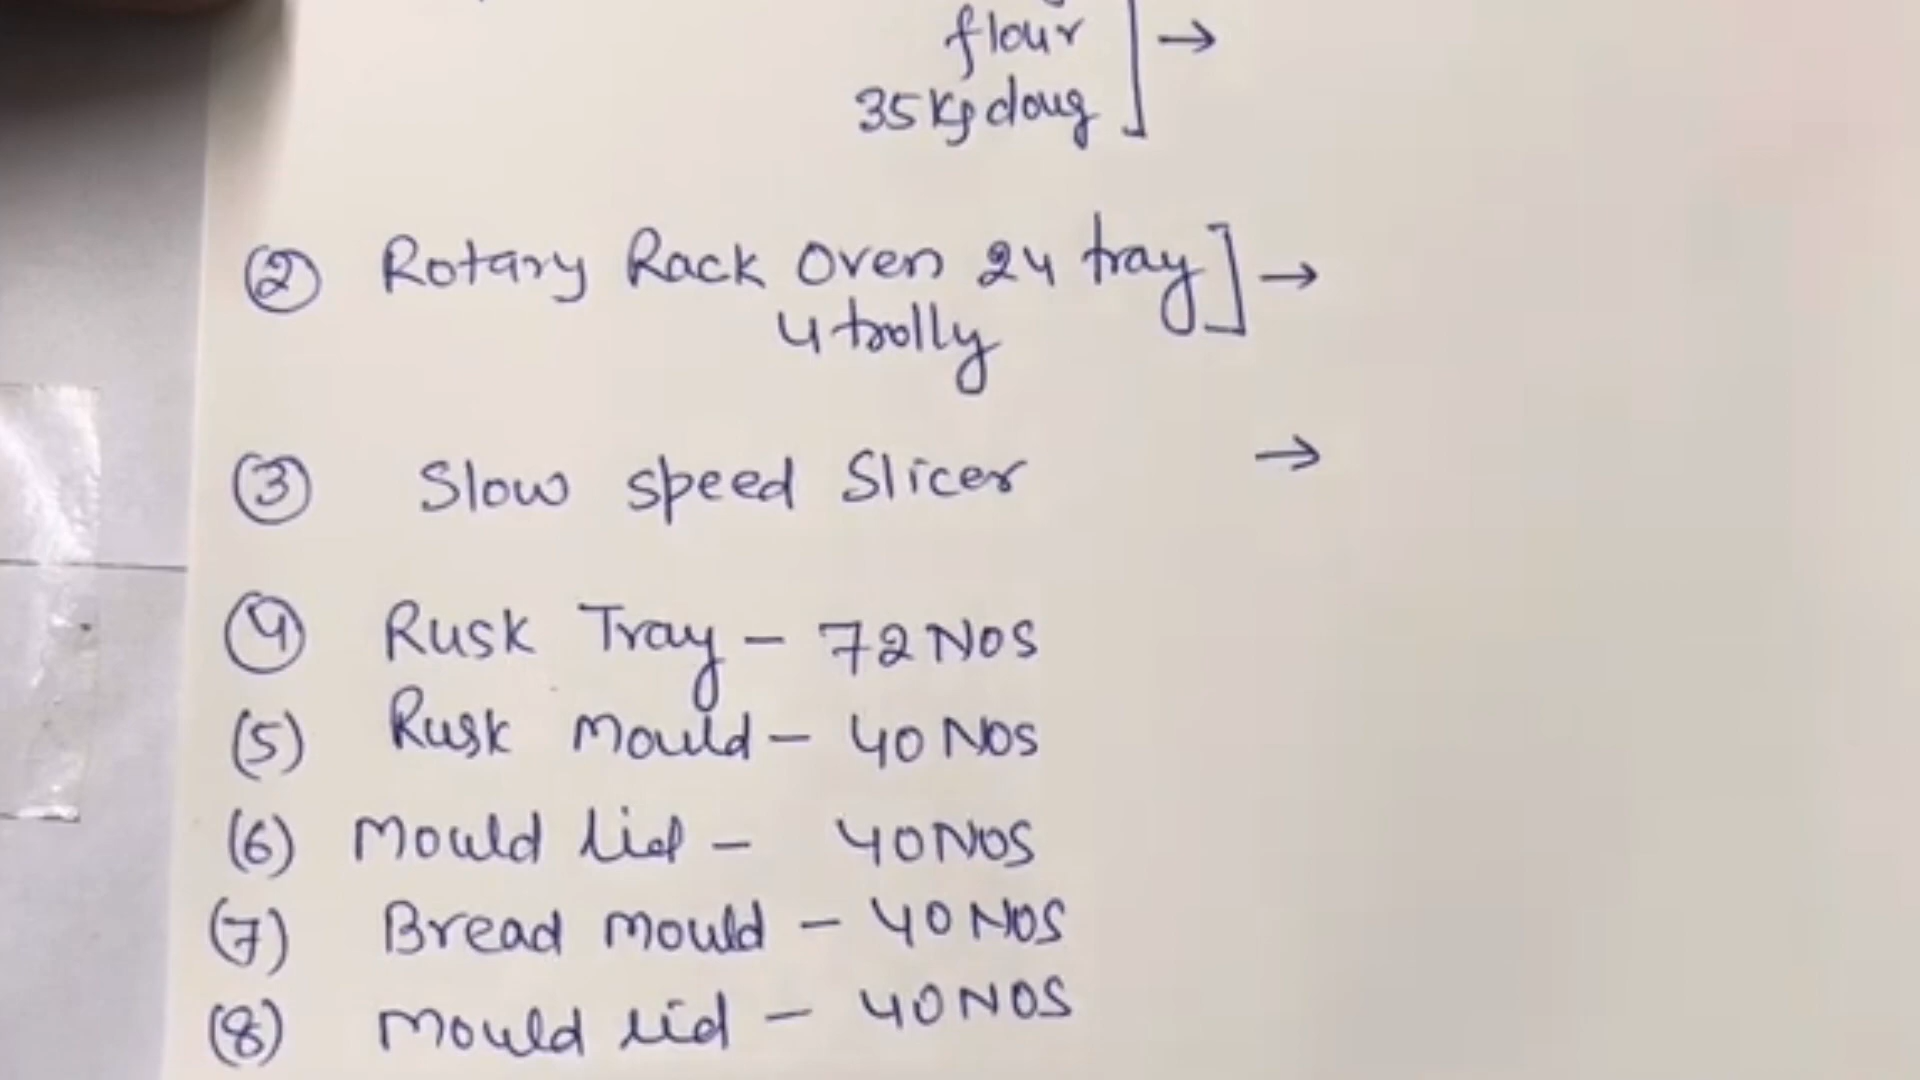 flour ] →
35 Kg doug
② Rotary Rack Oven 24 tray ] →
4 trolly
③ Slow speed Slicer →
④ Rusk Tray - 72 NOS
(5) Rusk Mould - 40 NOS
(6) Mould lid - 40 NOS
(7) Bread mould - 40 NOS
(8) Mould lid - 40 NOS